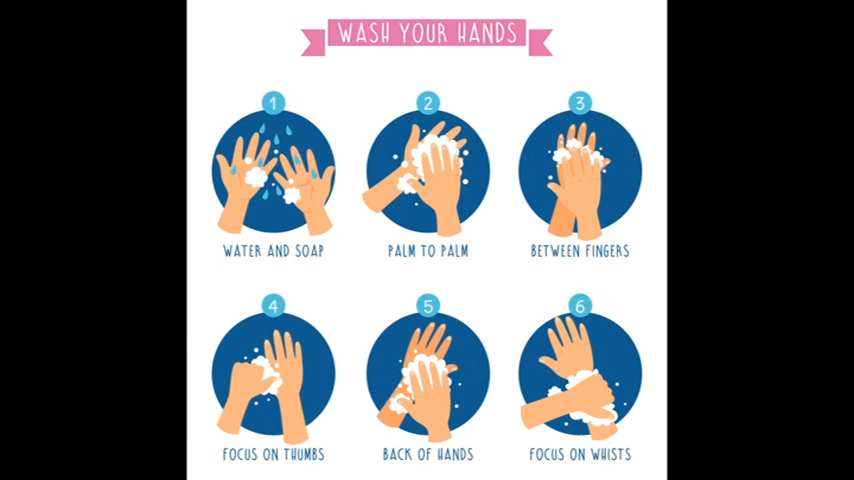 WASH YOUR HANDS
1
2
3
WATER AND SOAP
PALM TO PALM
BETWEEN FINGERS
4
5
6
FOCUS ON THUMBS
BACK OF HANDS
FOCUS ON WHISTS